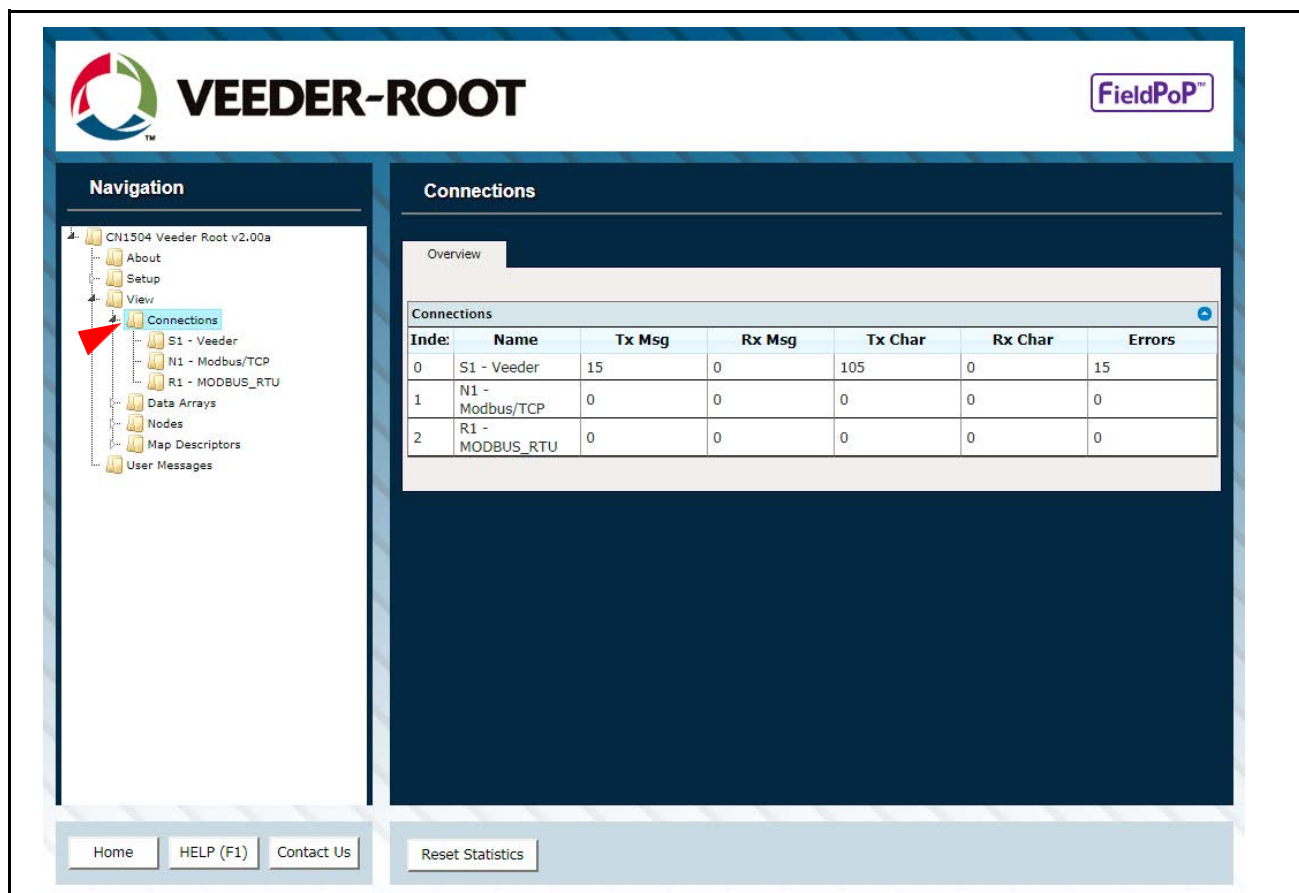 VEEDER-ROOT
TM
FieldPoP™
Navigation
CN1504 Veeder Root v2.00a
About
Setup
View
Connections
S1 - Veeder
N1 - Modbus/TCP
R1 - MODBUS_RTU
Data Arrays
Nodes
Map Descriptors
User Messages
Connections
Overview
Connections
Inde: Name Tx Msg Rx Msg Tx Char Rx Char Errors
0 S1 - Veeder 15 0 105 0 15
1 N1 - Modbus/TCP 0 0 0 0 0
2 R1 - MODBUS_RTU 0 0 0 0 0
Home HELP (F1) Contact Us
Reset Statistics